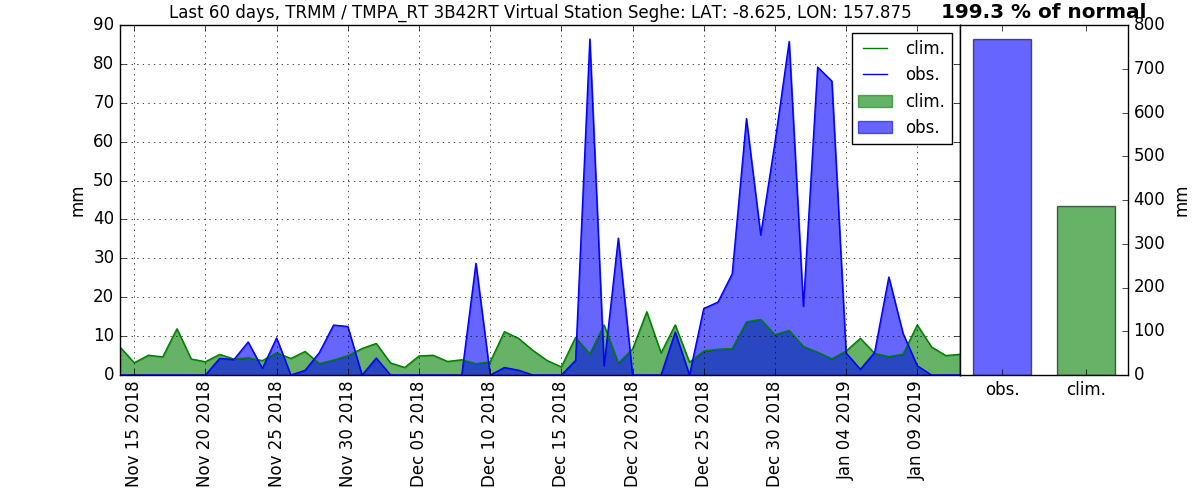 Last 60 days, TRMM / TMPA_RT 3B42RT Virtual Station Seghe: LAT: -8.625, LON: 157.875
199.3 % of normal
90
80
70
60
50
40
30
20
10
0
mm
clim.
obs.
clim.
obs.
Nov 15 2018
Nov 20 2018
Nov 25 2018
Nov 30 2018
Dec 05 2018
Dec 10 2018
Dec 15 2018
Dec 20 2018
Dec 25 2018
Dec 30 2018
Jan 04 2019
Jan 09 2019
800
700
600
500
400
300
200
100
0
mm
obs.
clim.